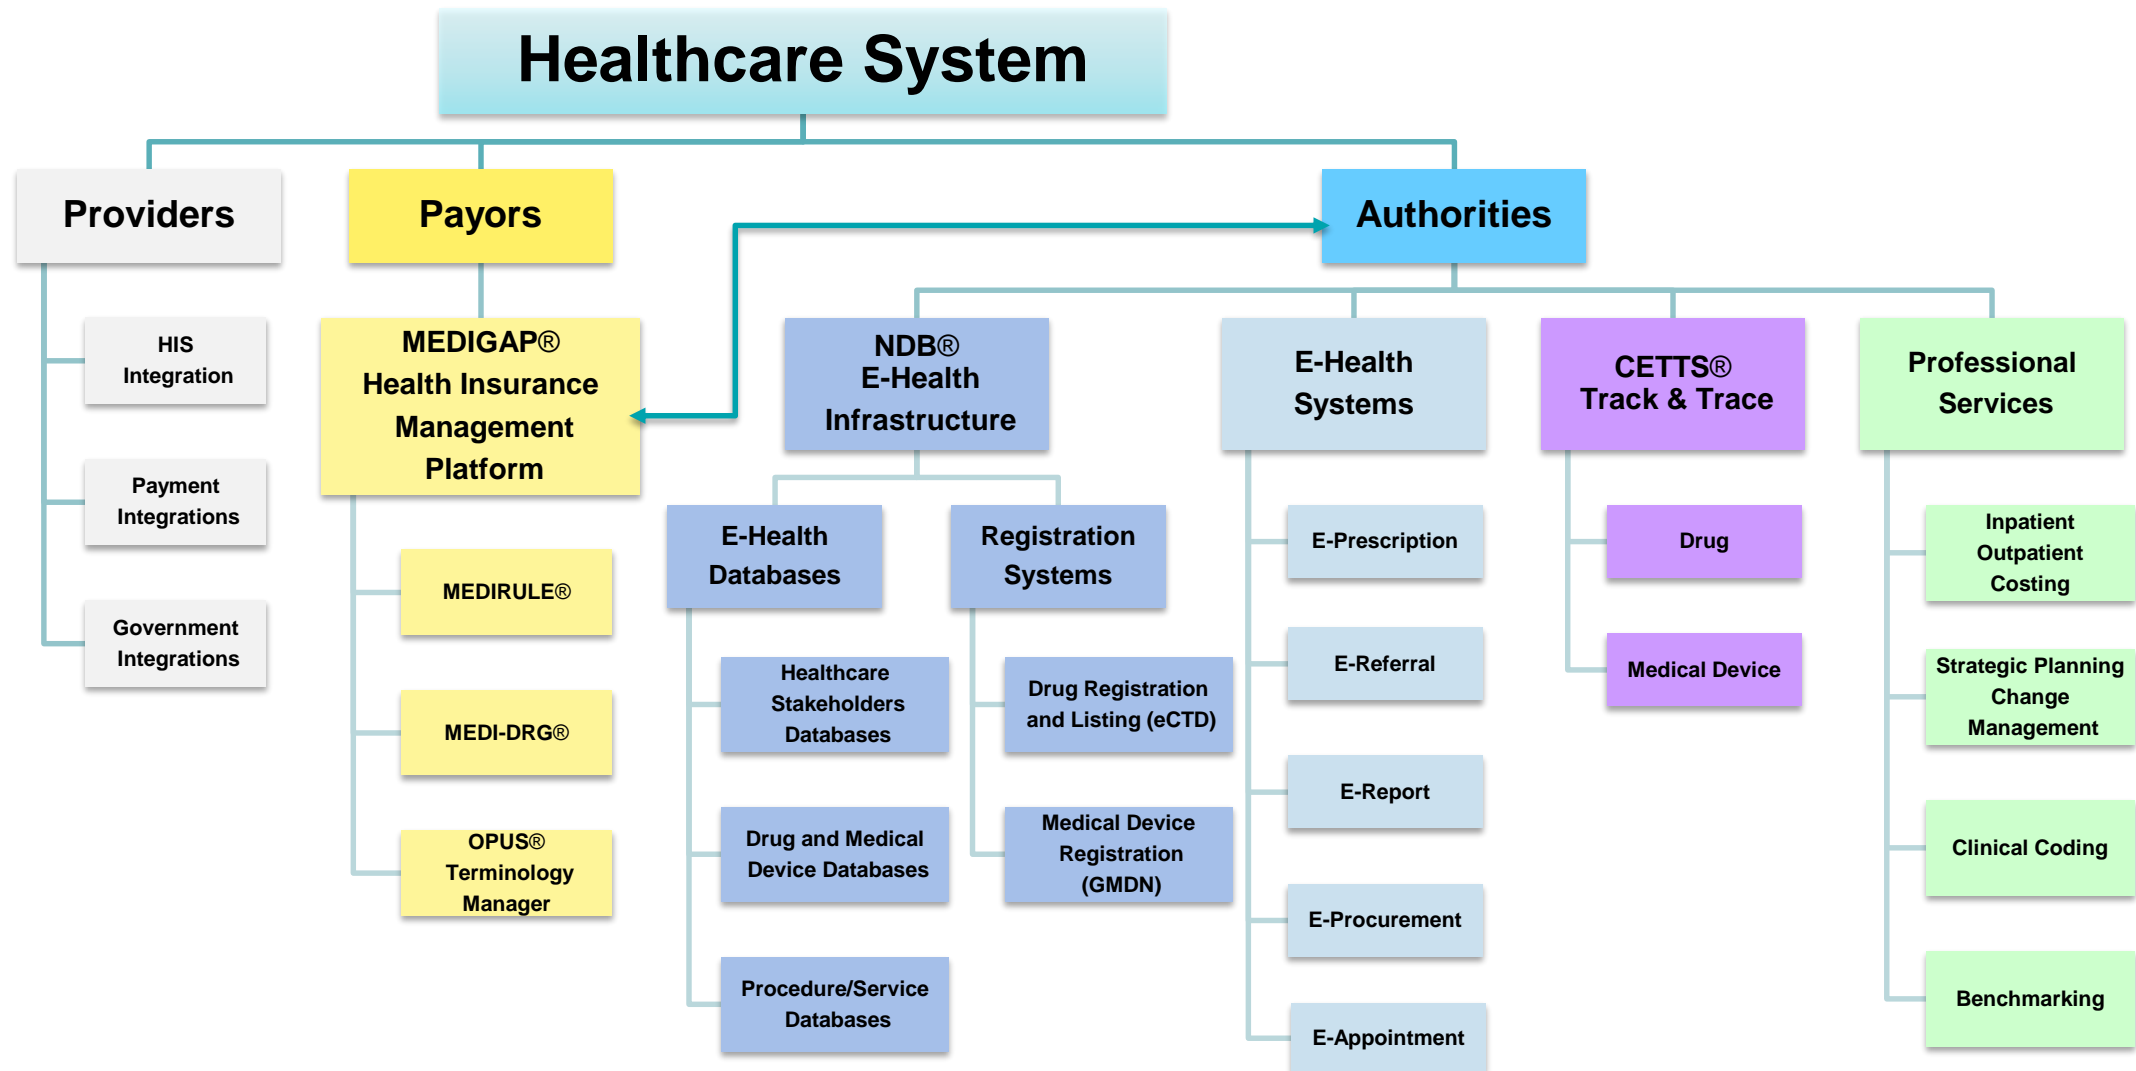 Healthcare System
Providers
Payors
Authorities
HIS
Integration
Payment
Integrations
Government
Integrations
MEDIGAP®
Health Insurance
Management
Platform
MEDIRULE®
MEDI-DRG®
OPUS®
Terminology
Manager
NDB®
E-Health
Infrastructure
E-Health
Databases
Healthcare
Stakeholders
Databases
Drug and Medical
Device Databases
Procedure/Service
Databases
Registration
Systems
Drug Registration
and Listing (eCTD)
Medical Device
Registration
(GMDN)
E-Health
Systems
E-Prescription
E-Referral
E-Report
E-Procurement
E-Appointment
CETTS®
Track & Trace
Drug
Medical Device
Professional
Services
Inpatient
Outpatient
Costing
Strategic Planning
Change
Management
Clinical Coding
Benchmarking